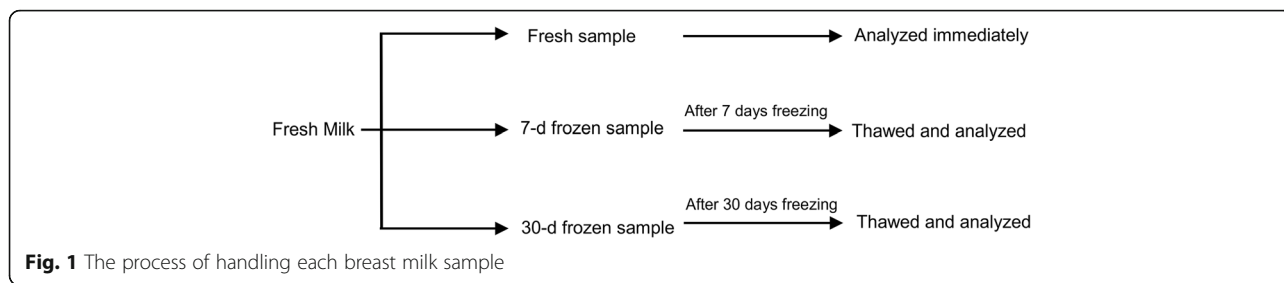 Fresh sample
Analyzed immediately
Fresh Milk
7-d frozen sample
After 7 days freezing
Thawed and analyzed
30-d frozen sample
After 30 days freezing
Thawed and analyzed
Fig. 1 The process of handling each breast milk sample